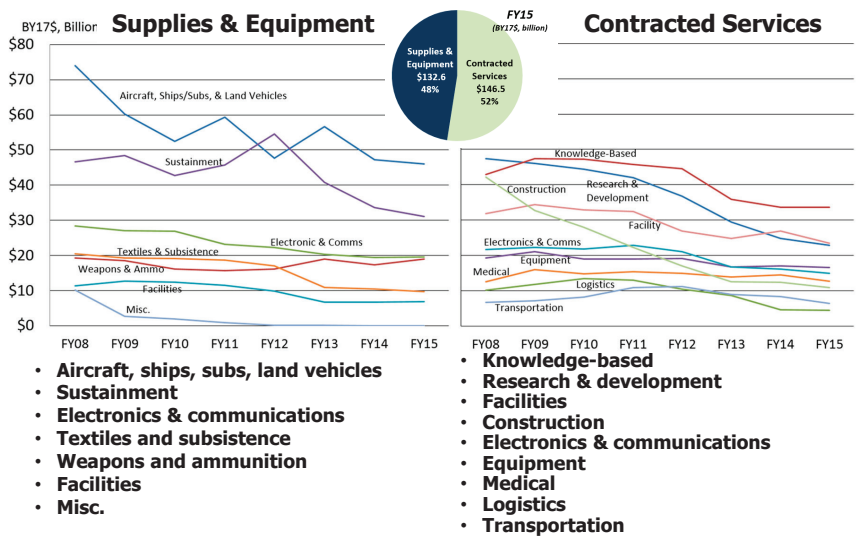 BY17$, Billion
Supplies & Equipment
FY15
(BY17$, billion)
Contracted Services
Supplies &
Equipment
$132.6
48%
Contracted
Services
$146.5
52%
$80
$70
$60
$50
$40
$30
$20
$10
$0
Aircraft, Ships/Subs, & Land Vehicles
Sustainment
Electronic & Comms
Textiles & Subsistence
Weapons & Ammo
Facilities
Misc.
FY08 FY09 FY10 FY11 FY12 FY13 FY14 FY15
Knowledge-Based
Construction
Research &
Development
Facility
Electronics & Comms
Equipment
Medical
Logistics
Transportation
FY08 FY09 FY10 FY11 FY12 FY13 FY14 FY15
• Aircraft, ships, subs, land vehicles
• Sustainment
• Electronics & communications
• Textiles and subsistence
• Weapons and ammunition
• Facilities
• Misc.
• Knowledge-based
• Research & development
• Facilities
• Construction
• Electronics & communications
• Equipment
• Medical
• Logistics
• Transportation